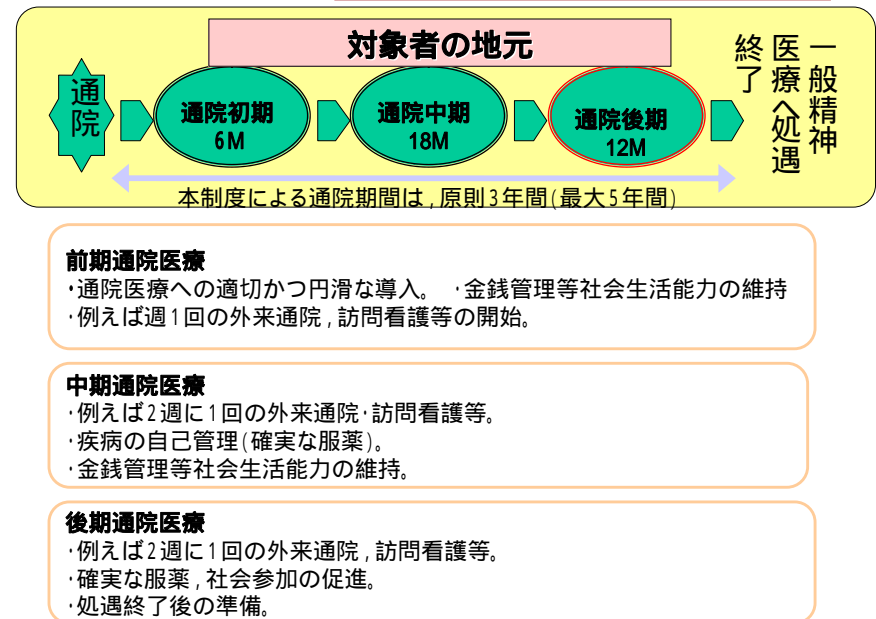 対象者の地元
通院
通院初期
6M
通院中期
18M
通院後期
12M
一般精神
医療へ処遇
終了
本制度による通院期間は,原則3年間(最大5年間)
前期通院医療
・通院医療への適切かつ円滑な導入。 ・金銭管理等社会生活能力の維持
・例えば週1回の外来通院,訪問看護等の開始。
中期通院医療
・例えば2週に1回の外来通院・訪問看護等。
・疾病の自己管理(確実な服薬)。
・金銭管理等社会生活能力の維持。
後期通院医療
・例えば2週に1回の外来通院,訪問看護等。
・確実な服薬,社会参加の促進。
・処遇終了後の準備。